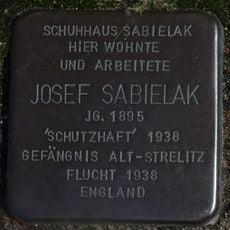 SCHUHHAUS SABIELAK
HIER WOHNTE
UND ARBEITETE
JOSEF SABIELAK
JG. 1895
'SCHUTZHAFT' 1938
GEFÄNGNIS ALT-STRELITZ
FLUCHT 1938
ENGLAND